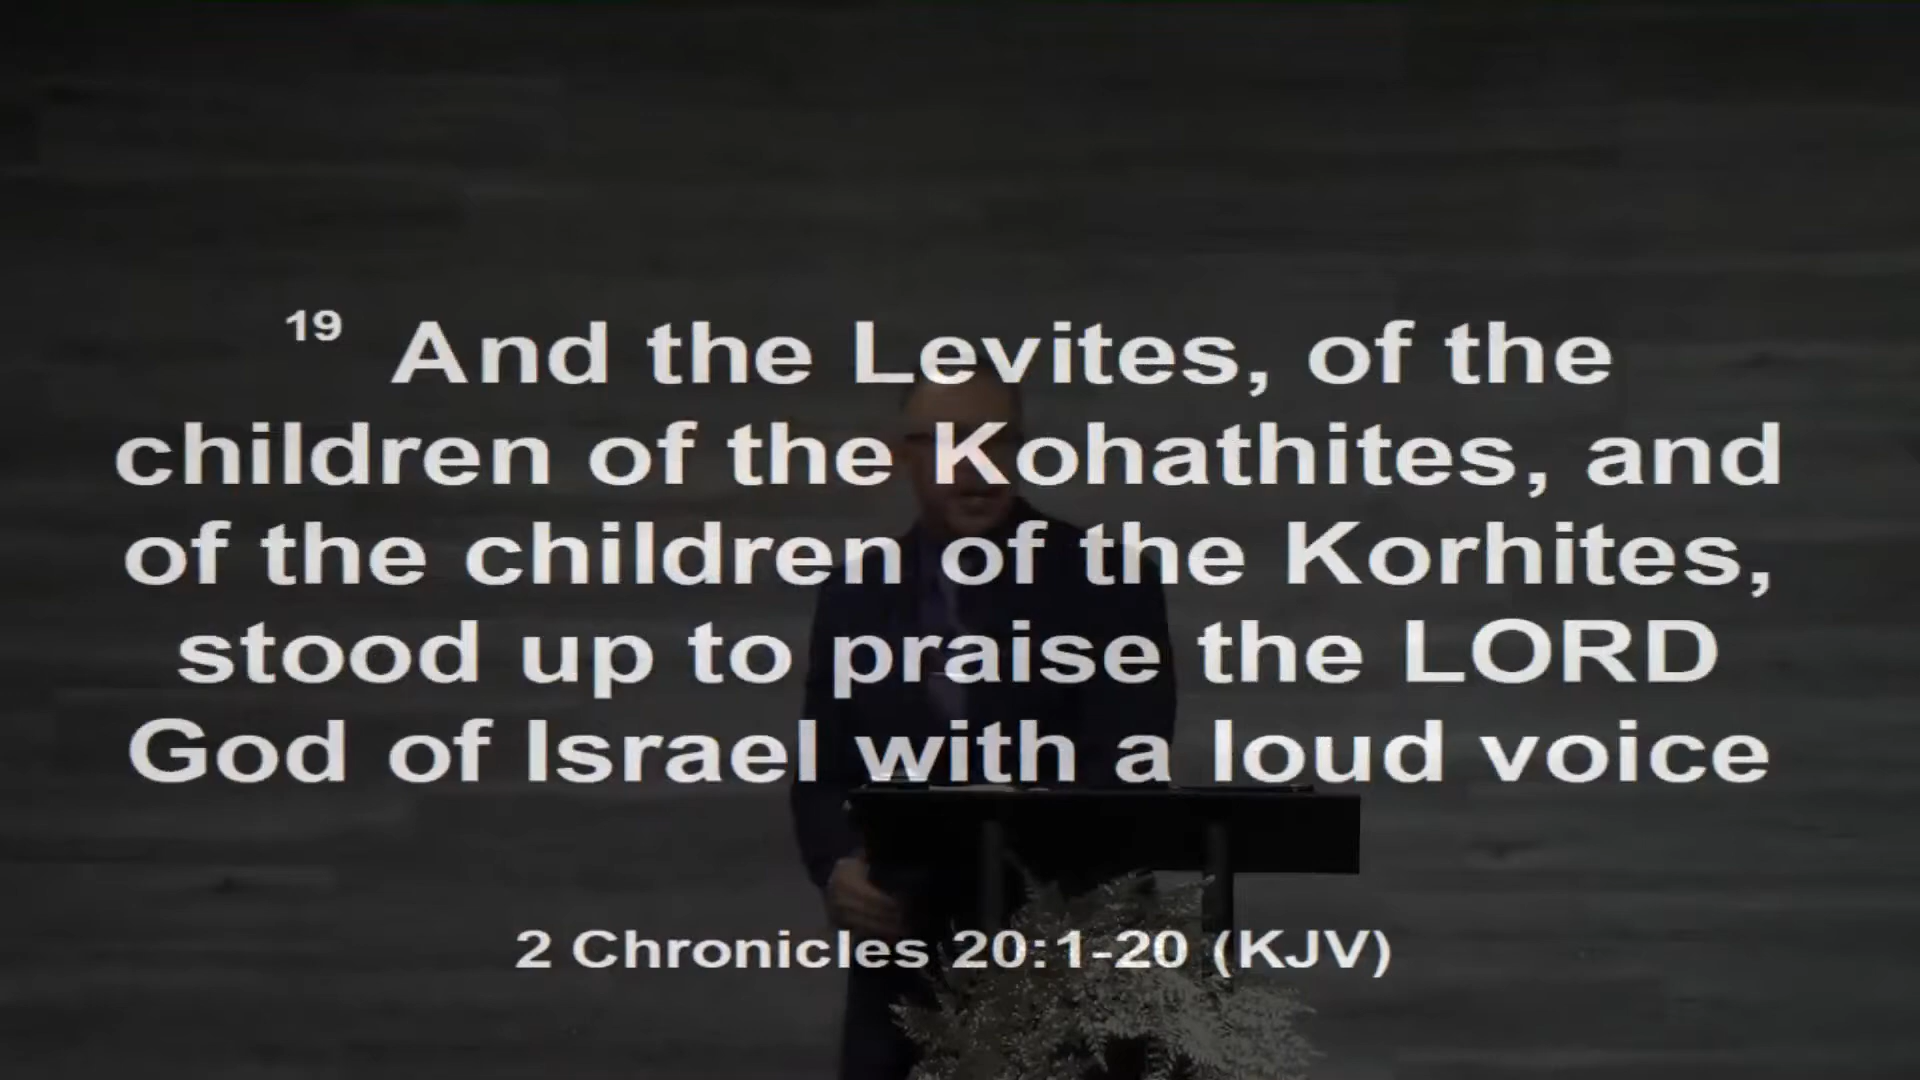 19 And the Levites, of the
children of the Kohathites, and
of the children of the Korhites,
stood up to praise the LORD
God of Israel with a loud voice
2 Chronicles 20:1-20 (KJV)